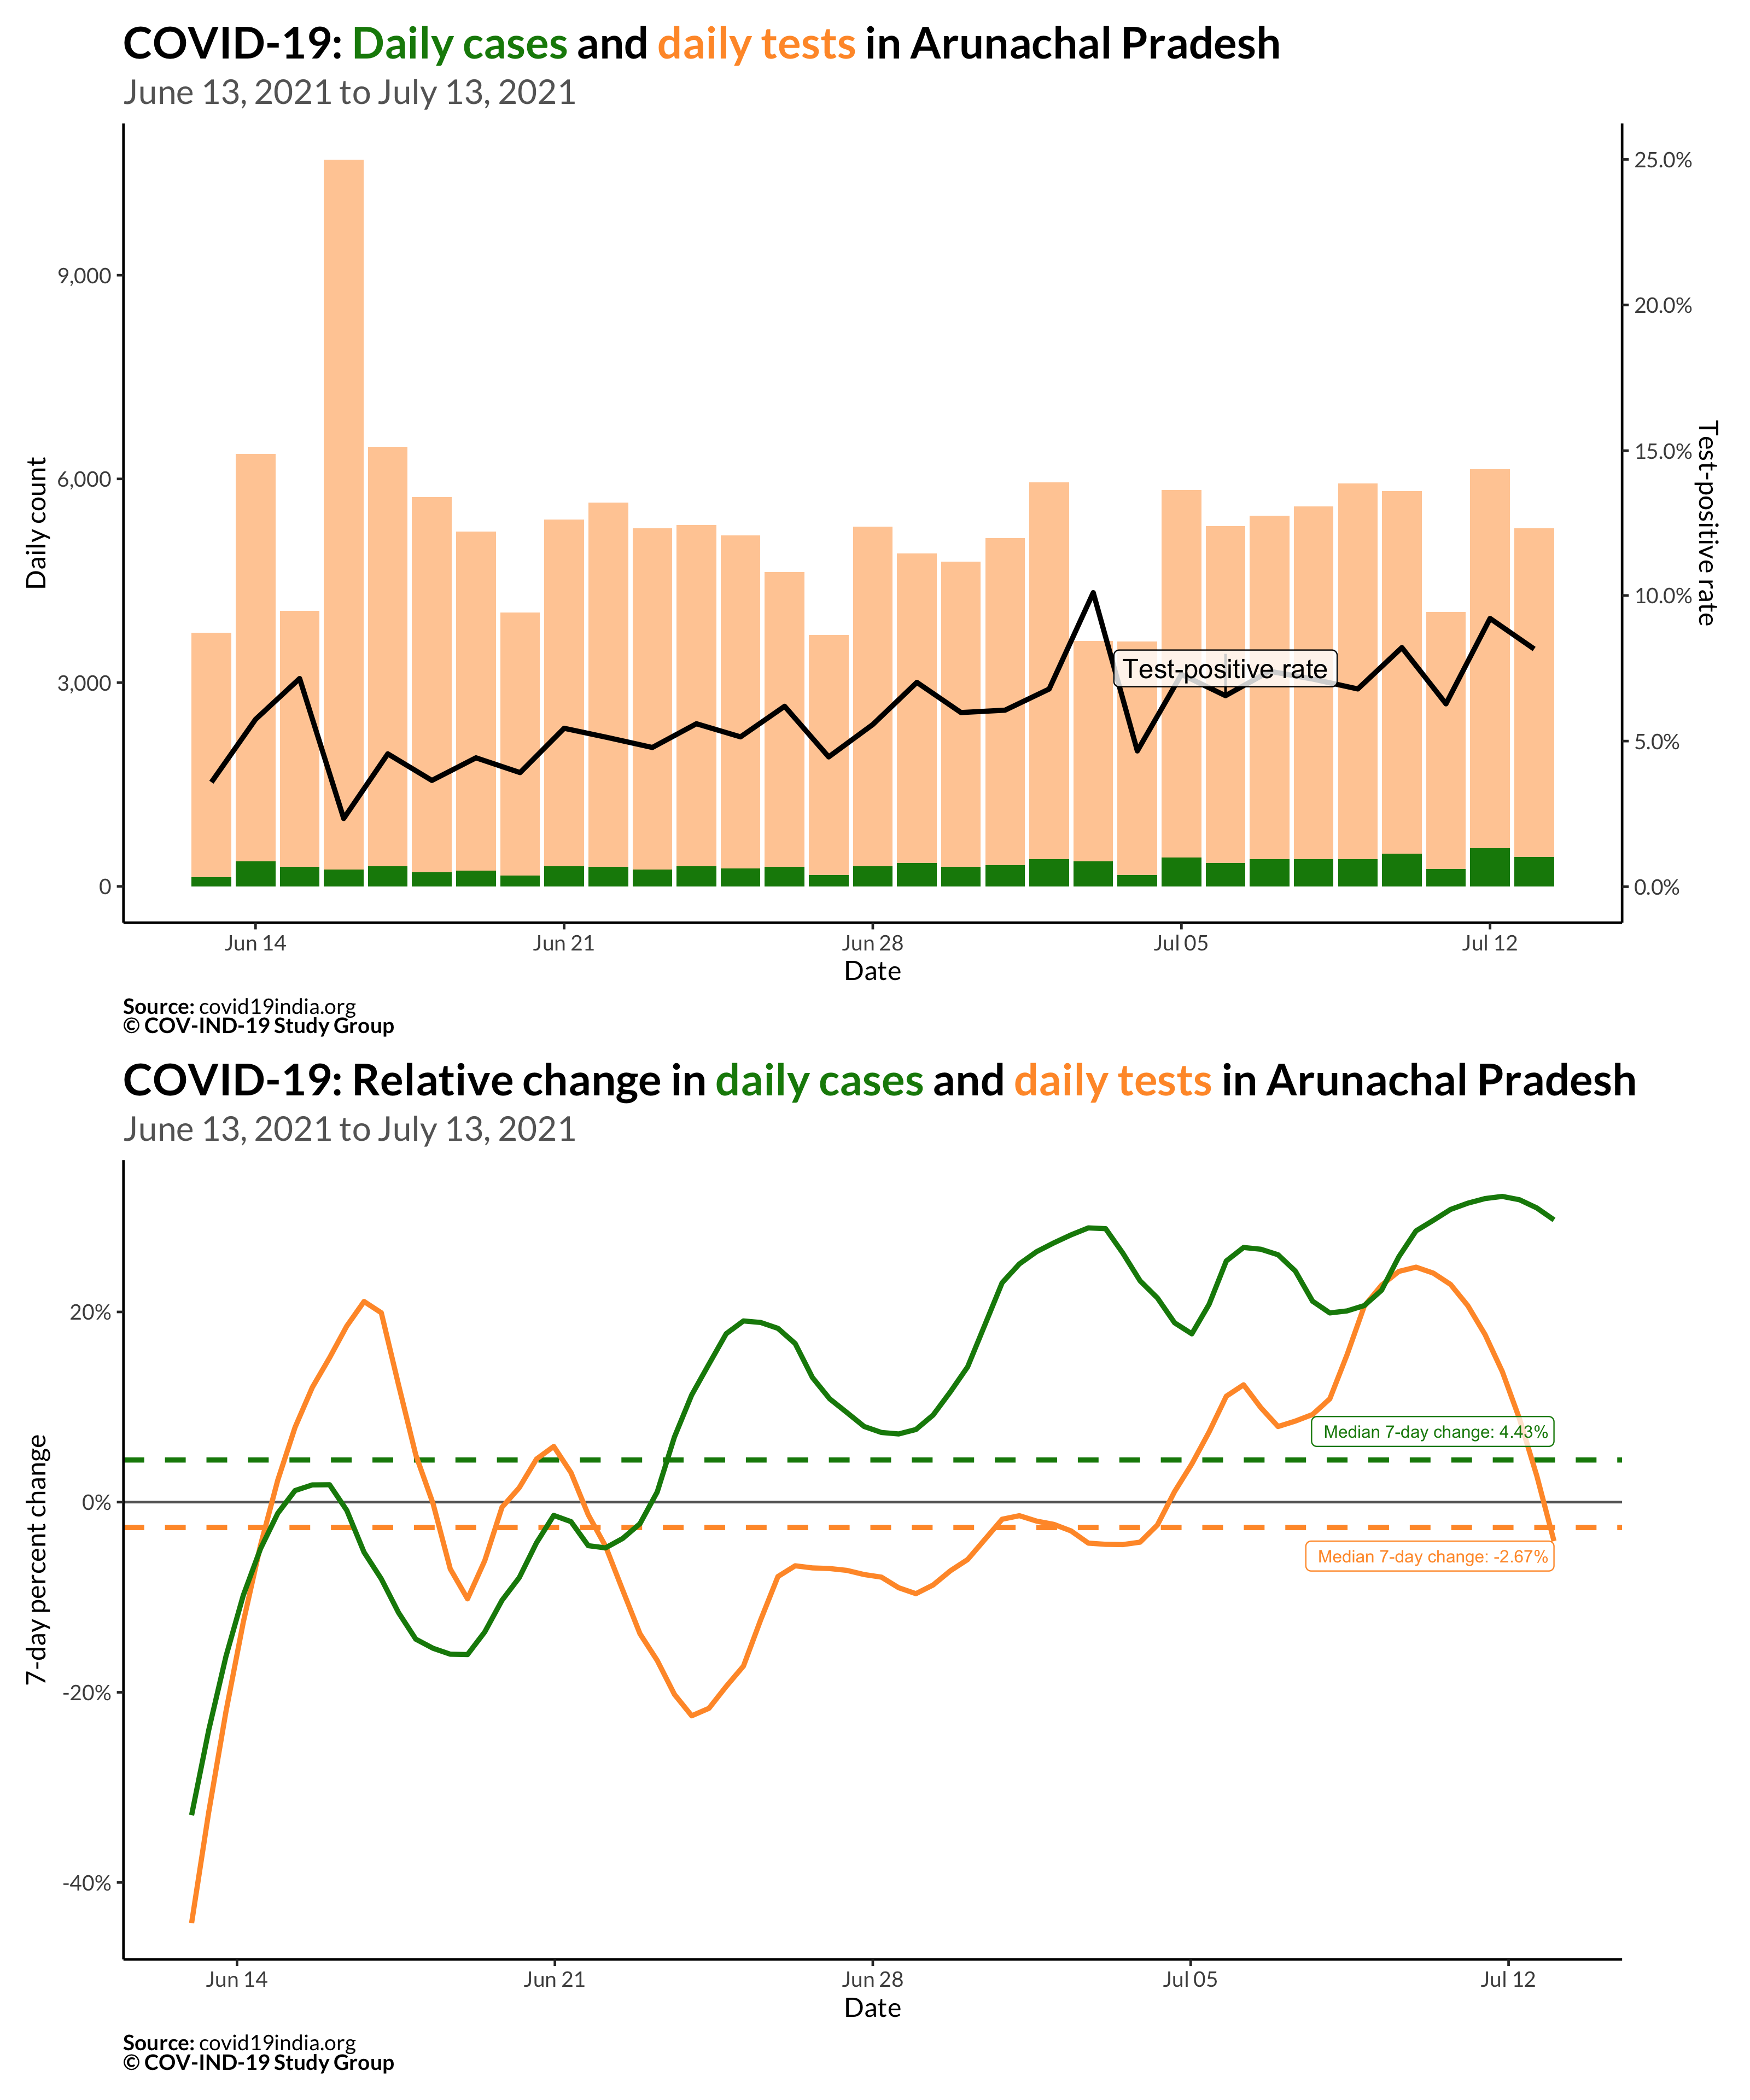 COVID-19: Daily cases and daily tests in Arunachal Pradesh
June 13, 2021 to July 13, 2021
Daily count
9,000
6,000
3,000
0
25.0%
20.0%
15.0%
10.0%
5.0%
0.0%
Test-positive rate
Test-positive rate
Jun 14
Jun 21
Jun 28
Jul 05
Jul 12
Date
Source: covid19india.org
© COV-IND-19 Study Group
COVID-19: Relative change in daily cases and daily tests in Arunachal Pradesh
June 13, 2021 to July 13, 2021
7-day percent change
20%
0%
-20%
-40%
Median 7-day change: 4.43%
Median 7-day change: -2.67%
Jun 14
Jun 21
Jun 28
Jul 05
Jul 12
Date
Source: covid19india.org
© COV-IND-19 Study Group